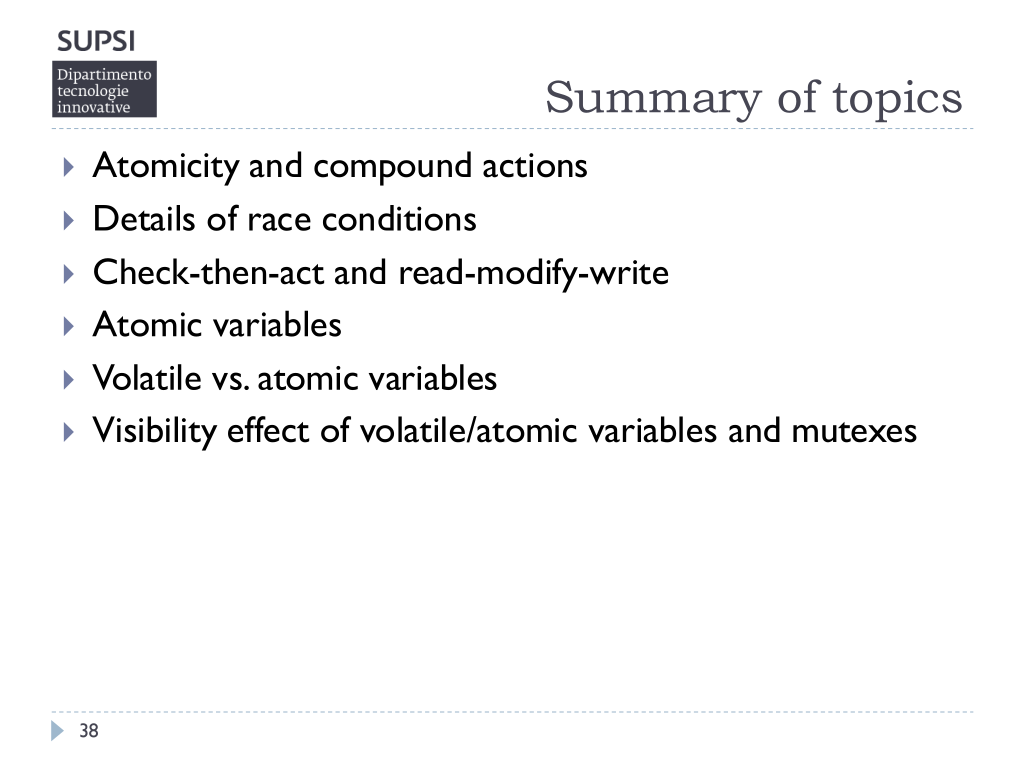 SUPSI
Dipartimento
tecnologie
innovative
Summary of topics
Atomicity and compound actions
Details of race conditions
Check-then-act and read-modify-write
Atomic variables
Volatile vs. atomic variables
Visibility effect of volatile/atomic variables and mutexes
38